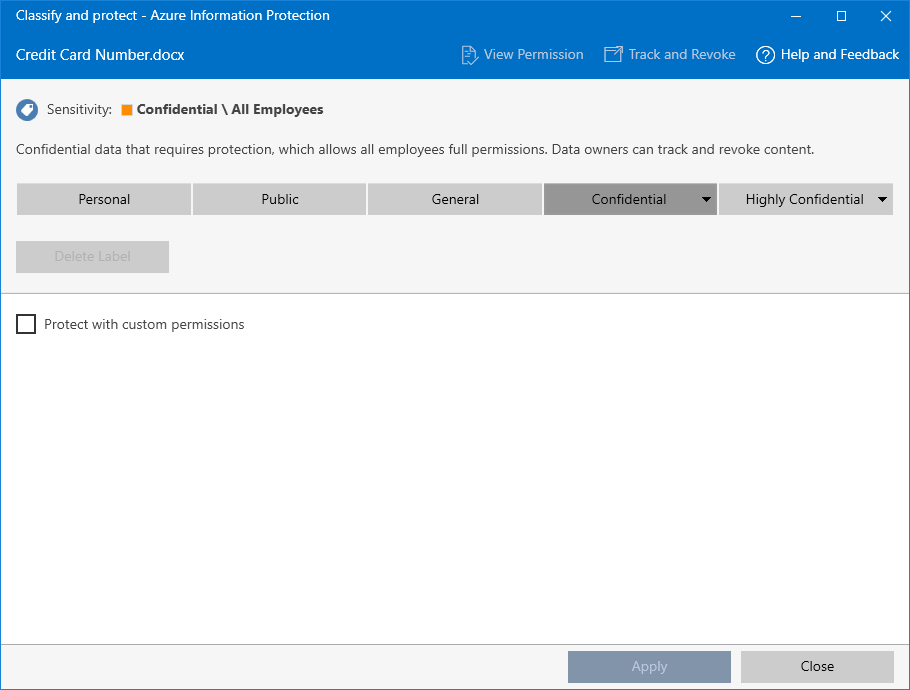 Classify and protect - Azure Information Protection
Credit Card Number.docx
View Permission
Track and Revoke
? Help and Feedback
Sensitivity: Confidential \ All Employees
Confidential data that requires protection, which allows all employees full permissions. Data owners can track and revoke content.
Personal
Public
General
Confidential
Highly Confidential
Delete Label
Protect with custom permissions
Apply
Close